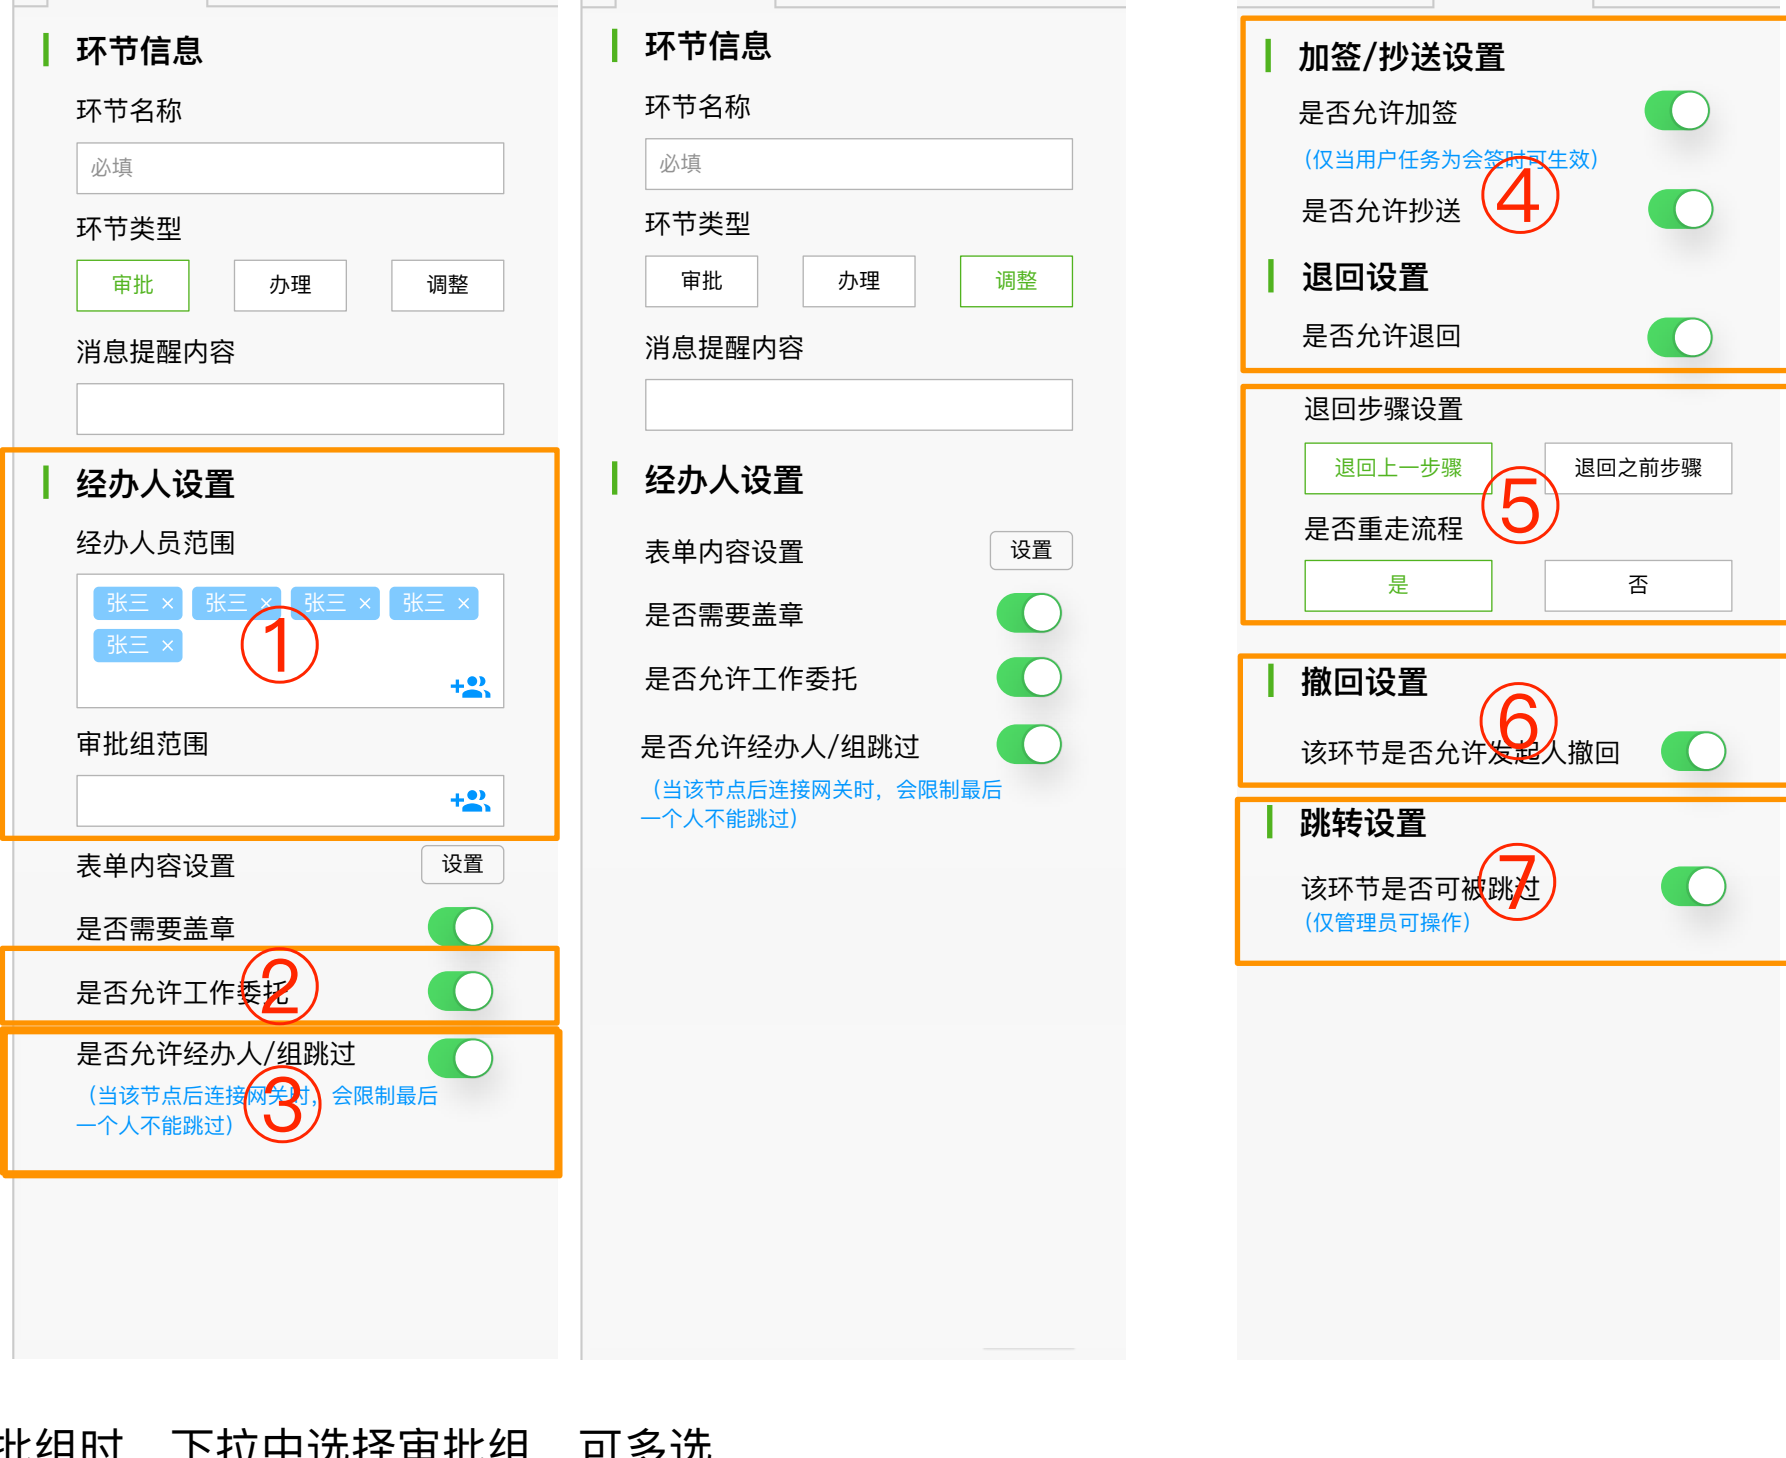 环节信息
环节名称
必填
环节类型
审批 办理 调整
消息提醒内容
经办人设置
经办人员范围
张三 × 张三 × 张三 × 张三 ×
张三 ×
①
审批组范围
表单内容设置 设置
是否需要盖章
是否允许工作委托
②
是否允许经办人/组跳过
（当该节点后连接网关时，会限制最后
一个人不能跳过）
③
环节信息
环节名称
必填
环节类型
审批 办理 调整
消息提醒内容
经办人设置
表单内容设置 设置
是否需要盖章
是否允许工作委托
是否允许经办人/组跳过
（当该节点后连接网关时，会限制最后
一个人不能跳过）
加签/抄送设置
是否允许加签
（仅当用户任务为会签时可生效）
④
是否允许抄送
退回设置
是否允许退回
退回步骤设置
退回上一步骤 退回之前步骤
⑤
是否重走流程
是 否
撤回设置
⑥
该环节是否允许发起人撤回
跳转设置
⑦
该环节是否可被跳过
（仅管理员可操作）
批组时 下拉中选择审批组 可多选